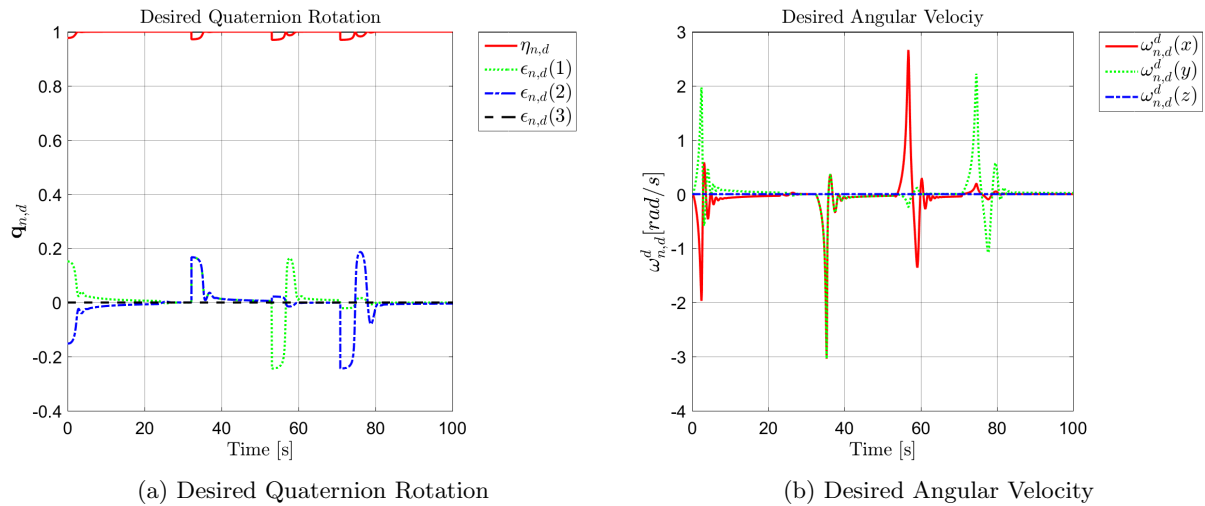 Desired Quaternion Rotation
1
0.8
0.6
0.4
0.2
0
-0.2
-0.4
0 20 40 60 80 100
Time [s]
q_{n,d}
η_{n,d}
ϵ_{n,d}(1)
ϵ_{n,d}(2)
ϵ_{n,d}(3)
(a) Desired Quaternion Rotation
Desired Angular Velociy
3
2
1
0
-1
-2
-3
-4
0 20 40 60 80 100
Time [s]
ω^d_{n,d}[rad/s]
ω^d_{n,d}(x)
ω^d_{n,d}(y)
ω^d_{n,d}(z)
(b) Desired Angular Velocity